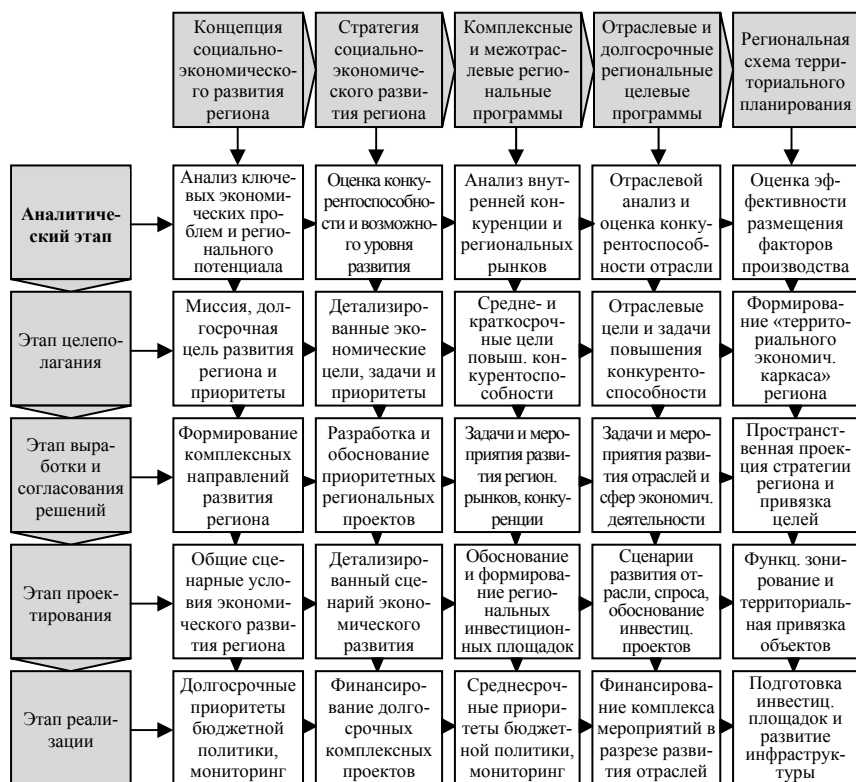 Концепция
социально-
экономическо-
го развития
региона
Стратегия
социально-
экономичес-
кого развития
региона
Комплексные
и межотрас-
левые регио-
нальные
программы
Отраслевые и
долгосрочные
региональные
целевые
программы
Региональная
схема терри-
ториального
планирования
Аналитиче-
ский этап
Анализ ключе-
вых экономи-
ческих проб-
лем и регио-
нального
потенциала
Оценка конку-
рентоспособно-
сти и возможно-
го уровня
развития
Анализ внут-
ренней кон-
куренции и
региональных
рынков
Отраслевой
анализ и
оценка конку-
рентоспособ-
ности отрасли
Оценка эф-
фективности
размещения
факторов
производства
Этап целепо-
лагания
Миссия, дол-
госрочная
цель развития
региона и
приоритеты
Детализиро-
ванные эко-
номические
цели, задачи и
приоритеты
Средне- и
краткосроч-
ные цели
повыш. кон-
курентоспо-
собности
Отраслевые
цели и задачи
повышения
конкуренто-
способности
Формирова-
ние «террито-
риального
экономич.
каркаса»
региона
Этап выра-
ботки и
согласования
решений
Формирование
комплексных
направлений
развития
региона
Разработка и
обоснование
приоритетных
региональных
проектов
Задачи и меро-
приятия разви-
тия регион.
рынков, конку-
ренции
Задачи и меро-
приятия разви-
тия отраслей и
сфер экономич.
деятельности
Пространст-
венная проек-
ция стратегии
региона и
привязка
целей
Этап проек-
тирования
Общие сце-
нарные усло-
вия экономи-
ческого разви-
тия региона
Детализиро-
ванный сце-
нарий эконо-
мического
развития
Обоснование
и формирова-
ние регио-
нальных
инвестицион-
ных площадок
Сценарии
развития от-
расли, спроса,
обоснование
инвестиц.
проектов
Функц. зони-
рование и
территориаль-
ная привязка
объектов
Этап реали-
зации
Долгосрочные
приоритеты
бюджетной
политики,
мониторинг
Финансиро-
вание долго-
срочных
комплексных
проектов
Среднесроч-
ные приори-
теты бюджет-
ной политики,
мониторинг
Финансирова-
ние комплекса
мероприятий в
разрезе разви-
тия отраслей
Подготовка
инвестиц.
площадок и
развитие
инфраструк-
туры